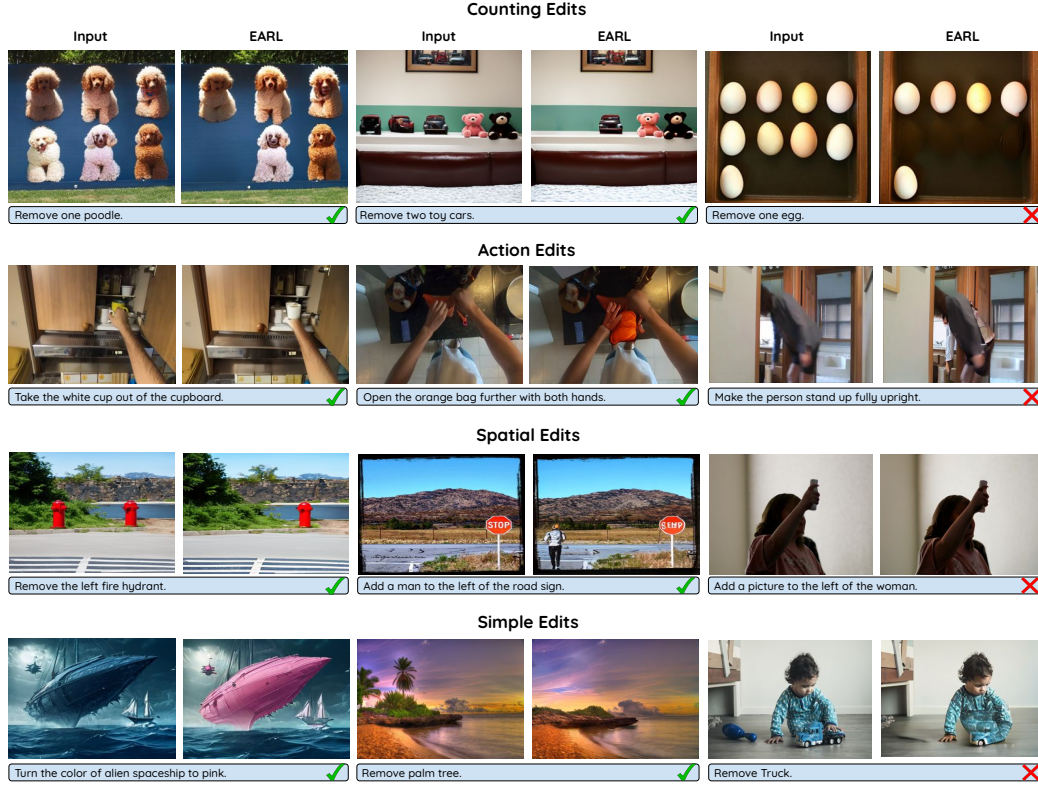 Counting Edits
Input EARL Input EARL Input EARL
Remove one poodle. Remove two toy cars. Remove one egg.
Action Edits
Take the white cup out of the cupboard. Open the orange bag further with both hands. Make the person stand up fully upright.
Spatial Edits
STOP
Remove the left fire hydrant. Add a man to the left of the road sign. Add a picture to the left of the woman.
Simple Edits
Turn the color of alien spaceship to pink. Remove palm tree. Remove Truck.